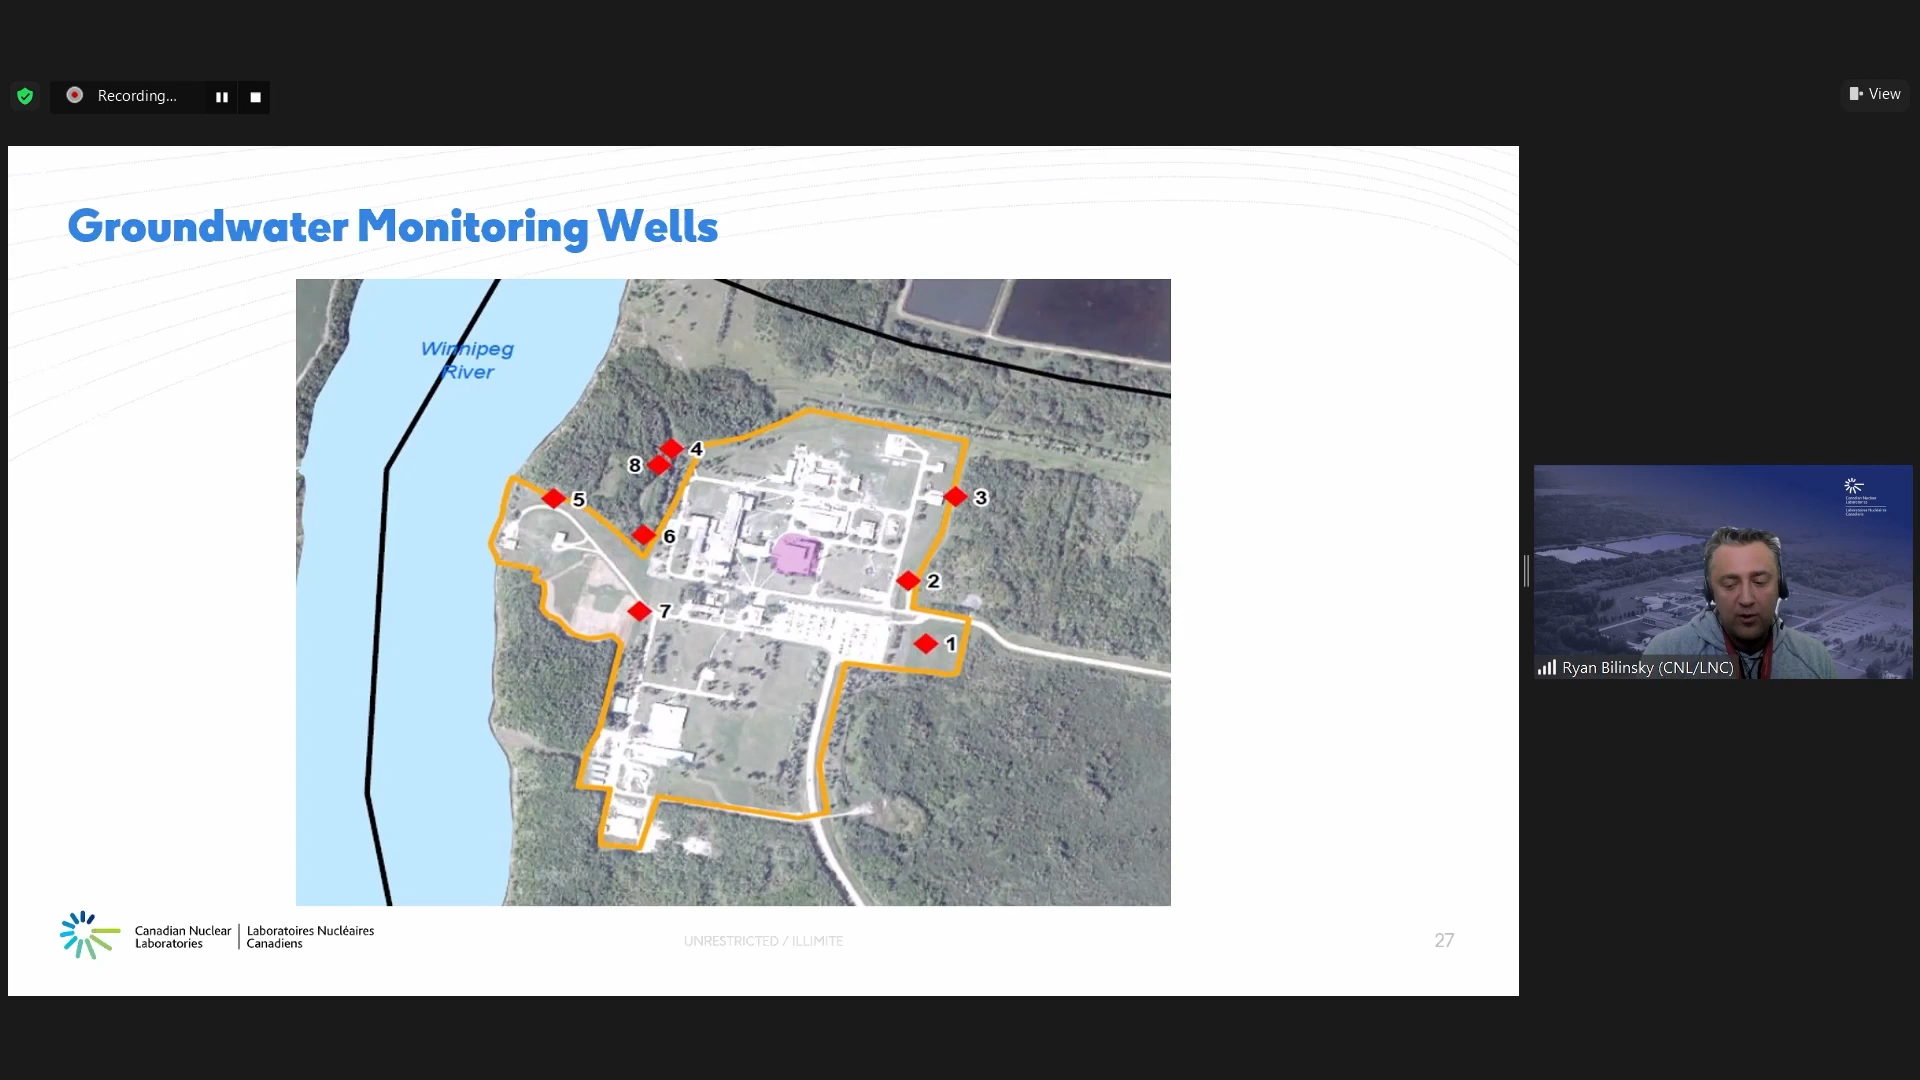 Recording...
View
Groundwater Monitoring Wells
Winnipeg
River
4
8
5
3
6
2
7
1
Ryan Bilinsky (CNL/LNC)
Canadian Nuclear
Laboratories
Laboratoires Nucléaires
Canadiens
UNRESTRICTED / ILLIMITE
27